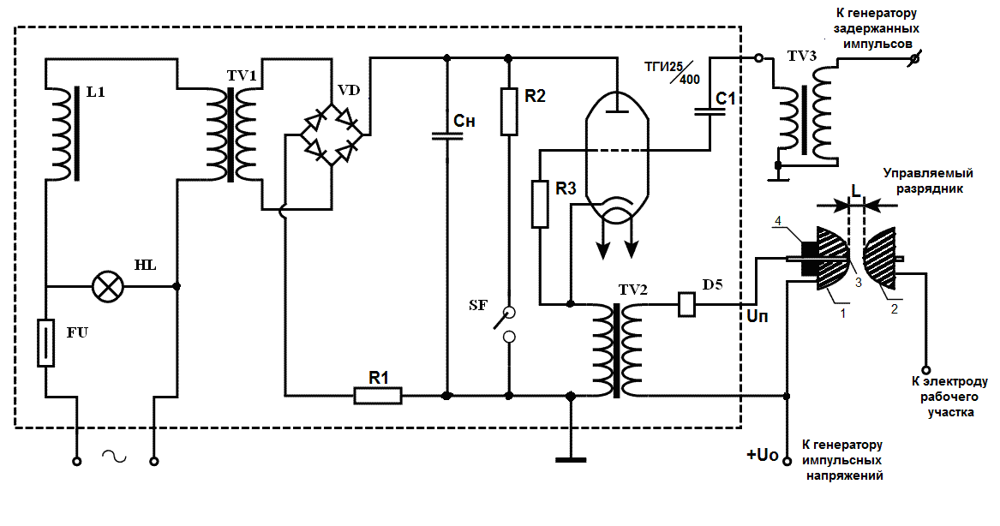 К генератору
задержанных
импульсов
TV3
L1
TV1
VD
ТГИ25/
400
C1
Cн
R2
R3
Управляемый
разрядник
L
4
3
1
2
HL
FU
SF
TV2
D5
Uп
R1
К электроду
рабочего
участка
+Uo
К генератору
импульсных
напряжений